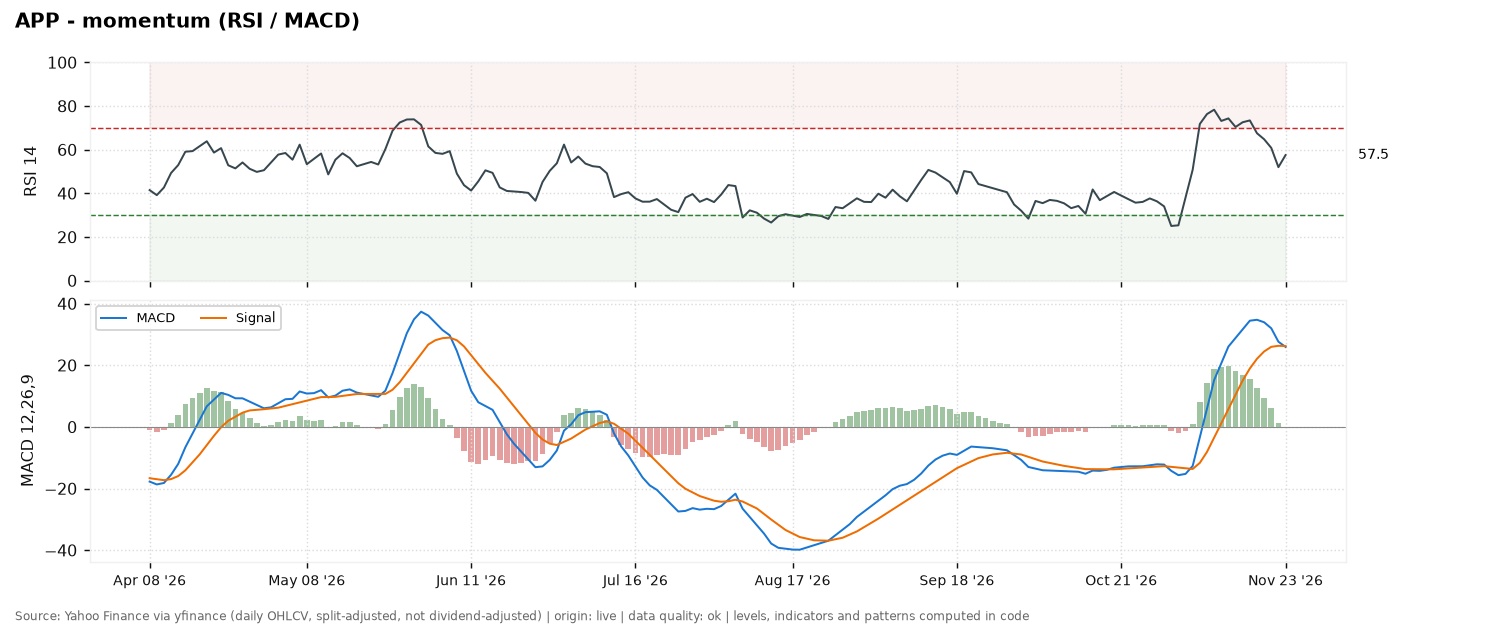 APP - momentum (RSI / MACD)
100
80
60
40
20
0
RSI 14
57.5
40
20
0
−20
−40
MACD 12,26,9
MACD
Signal
Apr 08 '26
May 08 '26
Jun 11 '26
Jul 16 '26
Aug 17 '26
Sep 18 '26
Oct 21 '26
Nov 23 '26
Source: Yahoo Finance via yfinance (daily OHLCV, split-adjusted, not dividend-adjusted) | origin: live | data quality: ok | levels, indicators and patterns computed in code